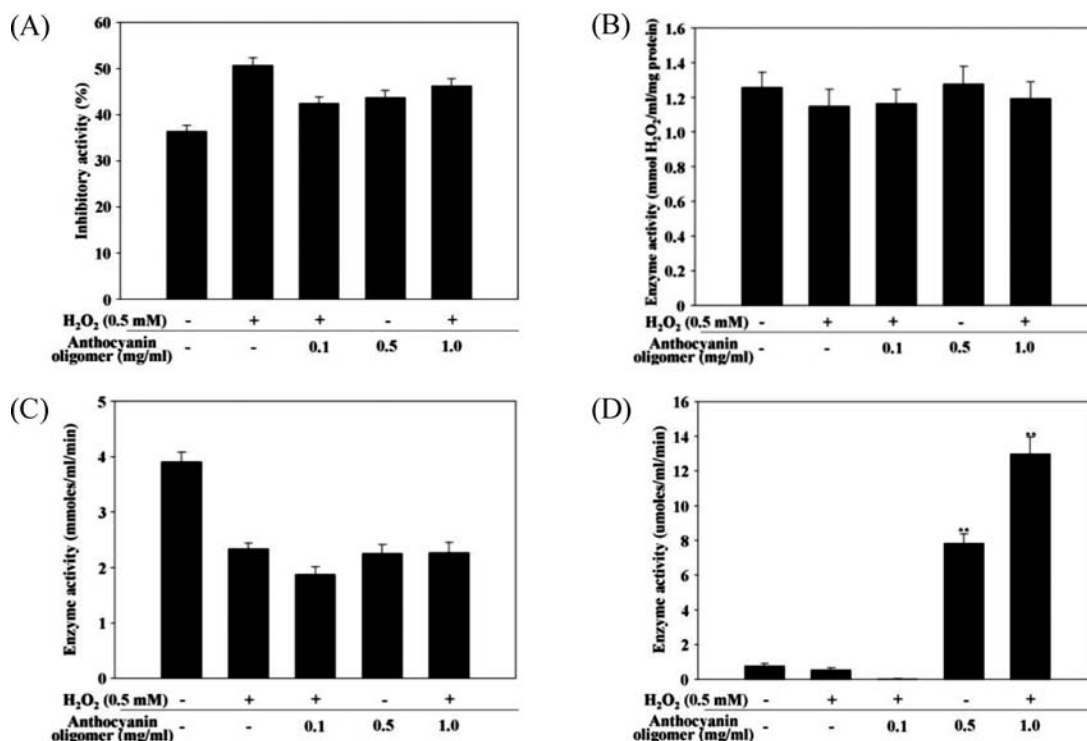 (A)
Inhibitory activity (%)
60
50
40
30
20
10
0
H₂O₂ (0.5 mM) - + + - +
Anthocyanin
oligomer (mg/ml) - - 0.1 0.5 1.0
(B)
Enzyme activity (mmol H₂O₂/ml/mg protein)
1.6
1.4
1.2
1.0
0.8
0.6
0.4
0.2
0
H₂O₂ (0.5 mM) - + + - +
Anthocyanin
oligomer (mg/ml) - - 0.1 0.5 1.0
(C)
Enzyme activity (mmoles/ml/min)
5
4
3
2
1
0
H₂O₂ (0.5 mM) - + + - +
Anthocyanin
oligomer (mg/ml) - - 0.1 0.5 1.0
(D)
Enzyme activity (umoles/ml/min)
16
14
12
10
8
6
4
2
0
**
**
H₂O₂ (0.5 mM) - + + - +
Anthocyanin
oligomer (mg/ml) - - 0.1 0.5 1.0